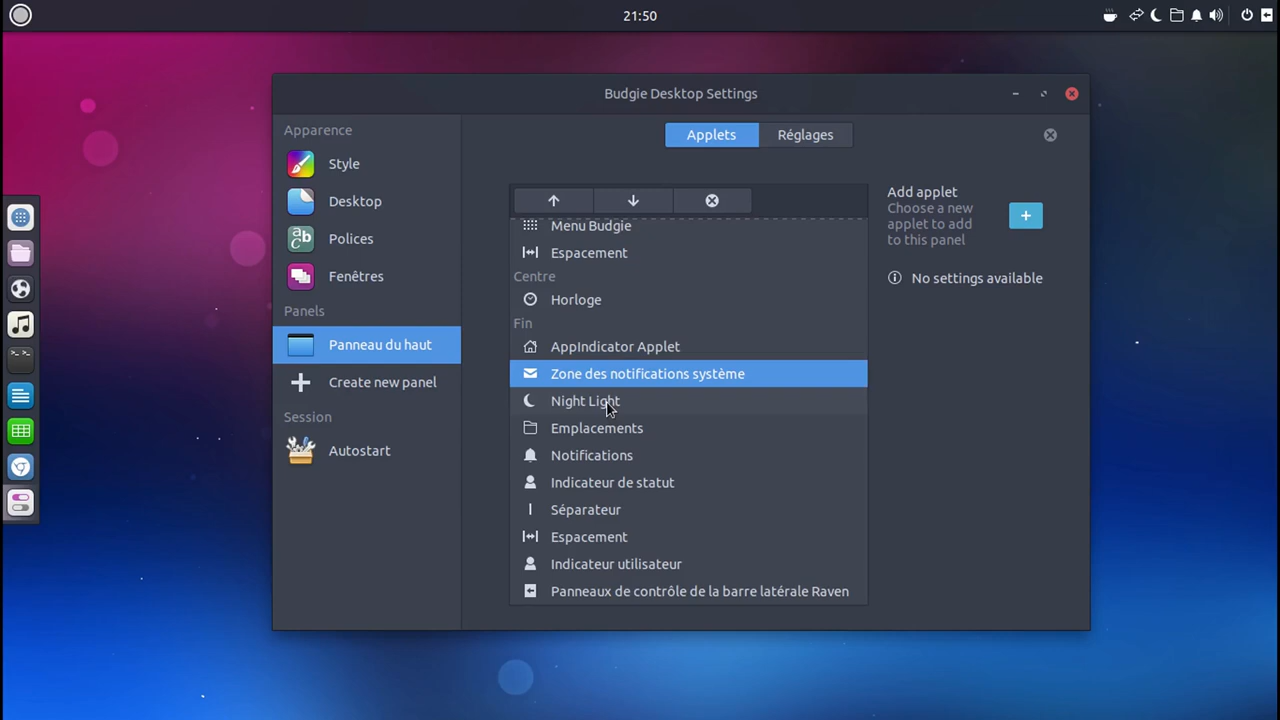 21:50
Budgie Desktop Settings
Apparence
Style
Desktop
Polices
Fenêtres
Panels
Panneau du haut
Create new panel
Session
Autostart
Applets
Réglages
Menu Budgie
Espacement
Centre
Horloge
Fin
AppIndicator Applet
Zone des notifications système
Night Light
Emplacements
Notifications
Indicateur de statut
Séparateur
Espacement
Indicateur utilisateur
Panneaux de contrôle de la barre latérale Raven
Add applet
Choose a new
applet to add
to this panel
No settings available